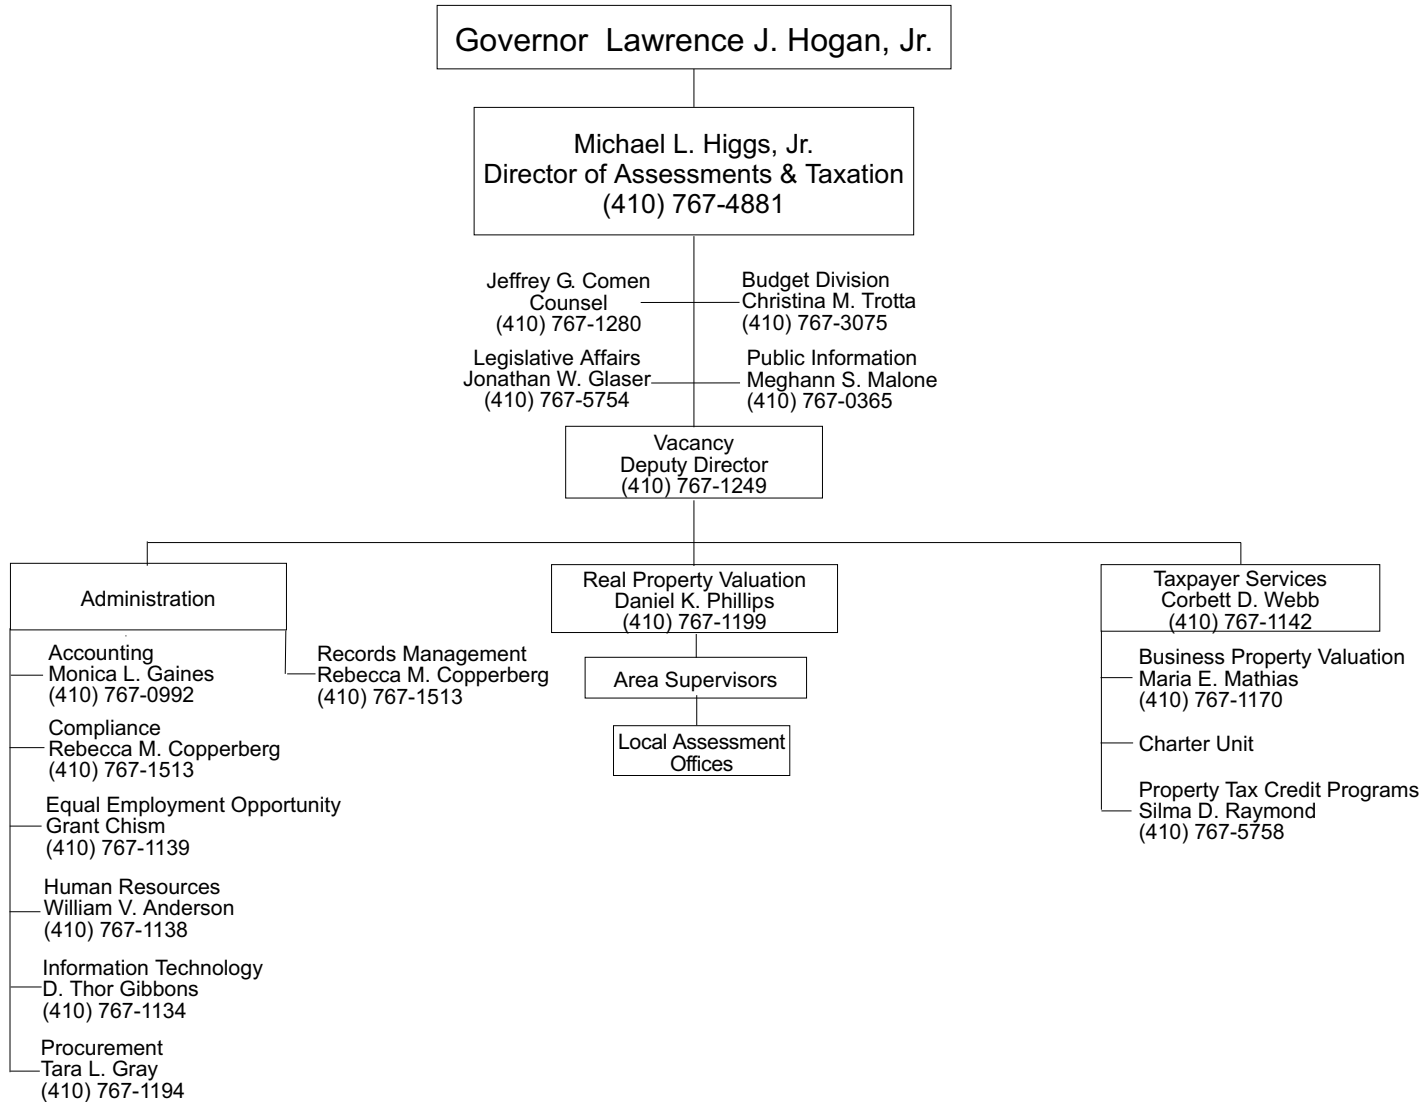 Governor Lawrence J. Hogan, Jr.
Michael L. Higgs, Jr.
Director of Assessments & Taxation
(410) 767-4881
Jeffrey G. Comen
Counsel
(410) 767-1280
Budget Division
Christina M. Trotta
(410) 767-3075
Legislative Affairs
Jonathan W. Glaser
(410) 767-5754
Public Information
Meghann S. Malone
(410) 767-0365
Vacancy
Deputy Director
(410) 767-1249
Administration
Accounting
Monica L. Gaines
(410) 767-0992
Compliance
Rebecca M. Copperberg
(410) 767-1513
Equal Employment Opportunity
Grant Chism
(410) 767-1139
Human Resources
William V. Anderson
(410) 767-1138
Information Technology
D. Thor Gibbons
(410) 767-1134
Procurement
Tara L. Gray
(410) 767-1194
Records Management
Rebecca M. Copperberg
(410) 767-1513
Real Property Valuation
Daniel K. Phillips
(410) 767-1199
Area Supervisors
Local Assessment
Offices
Taxpayer Services
Corbett D. Webb
(410) 767-1142
Business Property Valuation
Maria E. Mathias
(410) 767-1170
Charter Unit
Property Tax Credit Programs
Silma D. Raymond
(410) 767-5758